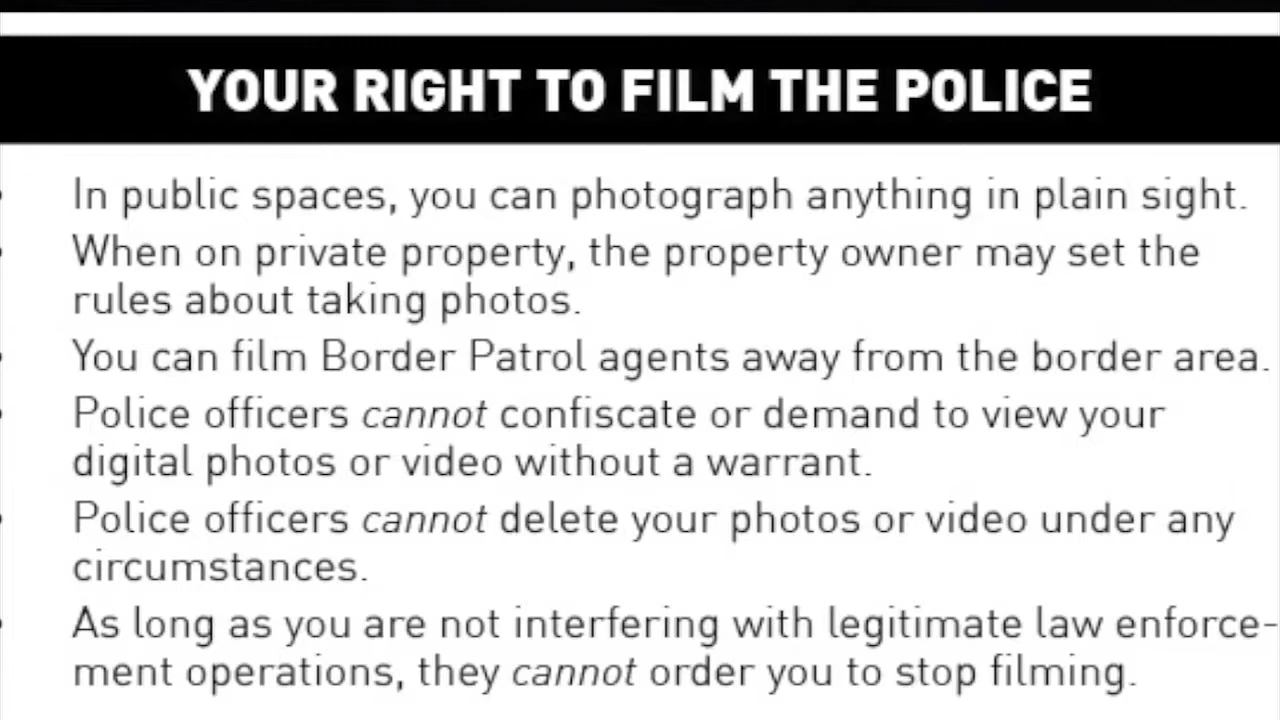 YOUR RIGHT TO FILM THE POLICE
• In public spaces, you can photograph anything in plain sight.
• When on private property, the property owner may set the
rules about taking photos.
• You can film Border Patrol agents away from the border area.
• Police officers cannot confiscate or demand to view your
digital photos or video without a warrant.
• Police officers cannot delete your photos or video under any
circumstances.
• As long as you are not interfering with legitimate law enforce-
ment operations, they cannot order you to stop filming.